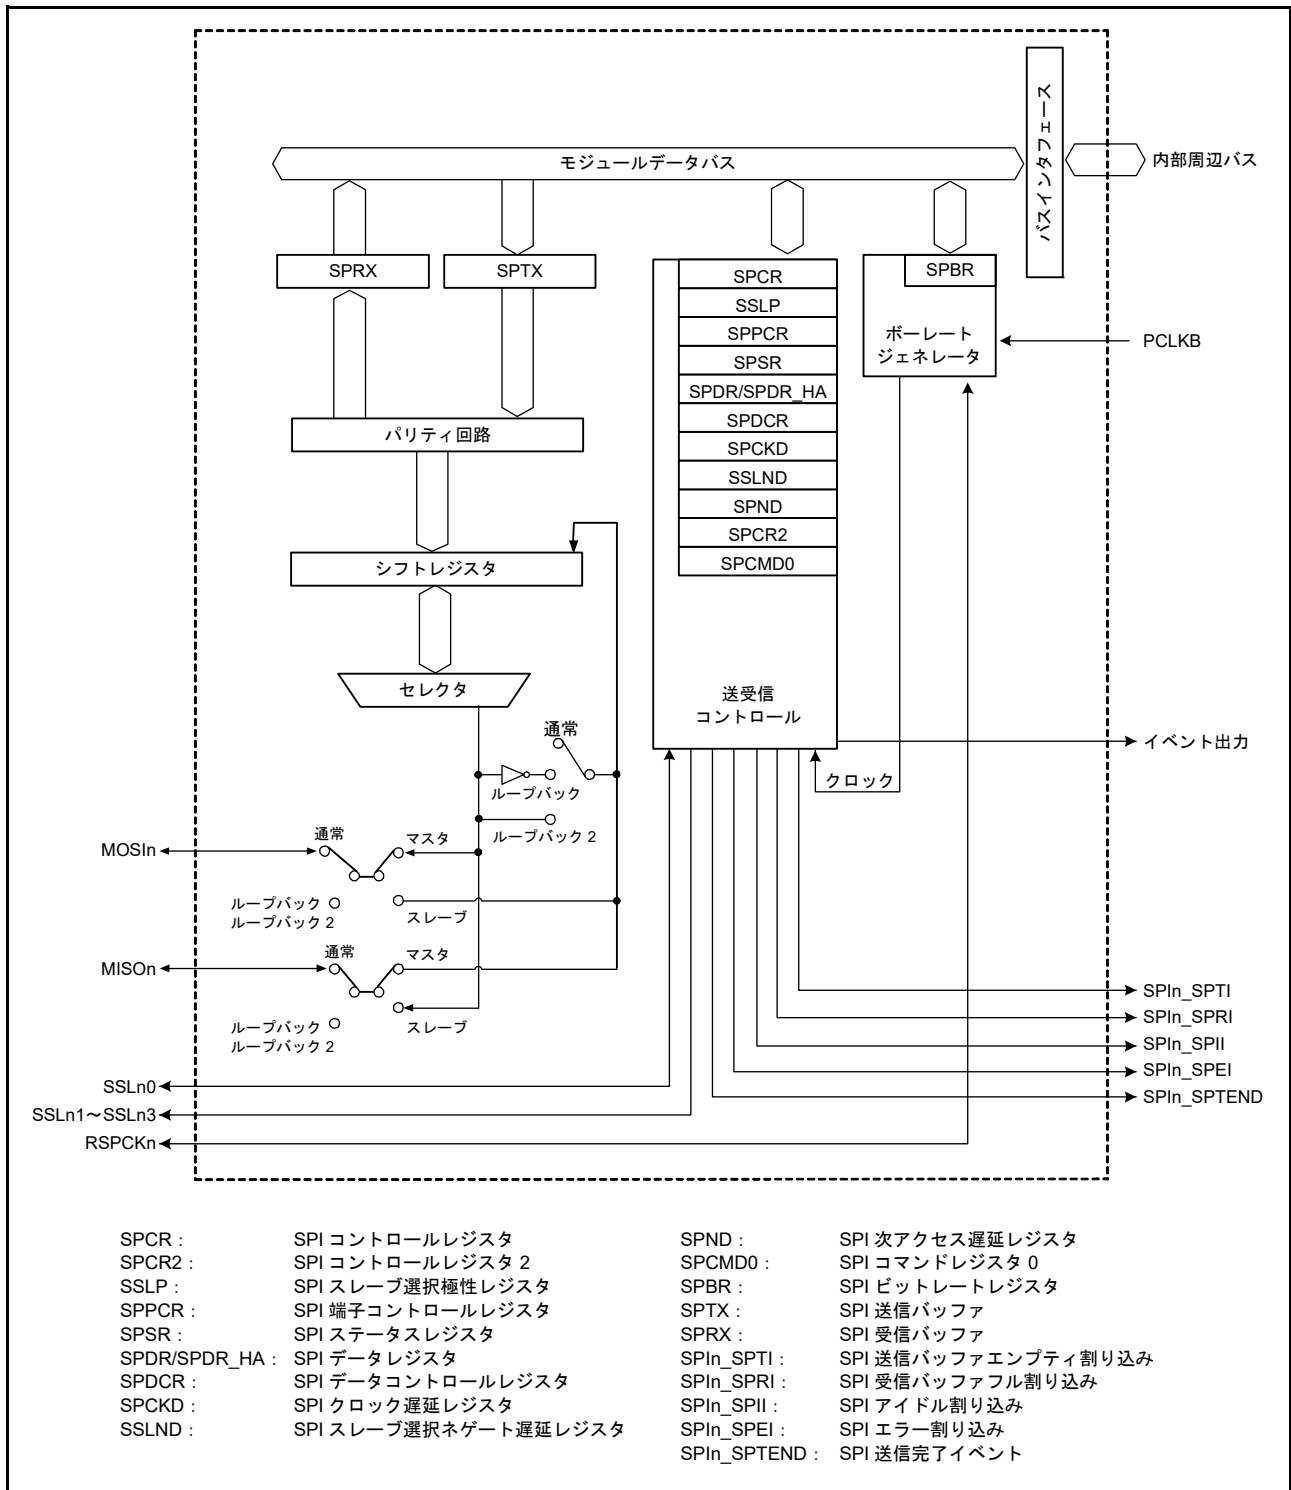 バスインタフェース
モジュールデータバス
内部周辺バス
SPRX
SPTX
SPCR
SSLP
SPPCR
SPSR
SPDR/SPDR_HA
SPDCR
SPCKD
SSLND
SPND
SPCR2
SPCMD0
送受信
コントロール
SPBR
ボーレート
ジェネレータ
PCLKB
パリティ回路
シフトレジスタ
セレクタ
通常
ループバック
ループバック 2
クロック
イベント出力
MOSIn
通常
マスタ
ループバック
ループバック 2
スレーブ
MISOn
通常
マスタ
ループバック
ループバック 2
スレーブ
SSLn0
SSLn1～SSLn3
RSPCKn
SPIn_SPTI
SPIn_SPRI
SPIn_SPII
SPIn_SPEI
SPIn_SPTEND
SPCR : SPI コントロールレジスタ
SPCR2 : SPI コントロールレジスタ 2
SSLP : SPI スレーブ選択極性レジスタ
SPPCR : SPI 端子コントロールレジスタ
SPSR : SPI ステータスレジスタ
SPDR/SPDR_HA : SPI データレジスタ
SPDCR : SPI データコントロールレジスタ
SPCKD : SPI クロック遅延レジスタ
SSLND : SPI スレーブ選択ネゲート遅延レジスタ
SPND : SPI 次アクセス遅延レジスタ
SPCMD0 : SPI コマンドレジスタ 0
SPBR : SPI ビットレートレジスタ
SPTX : SPI 送信バッファ
SPRX : SPI 受信バッファ
SPIn_SPTI : SPI 送信バッファエンプティ割り込み
SPIn_SPRI : SPI 受信バッファフル割り込み
SPIn_SPII : SPI アイドル割り込み
SPIn_SPEI : SPI エラー割り込み
SPIn_SPTEND : SPI 送信完了イベント